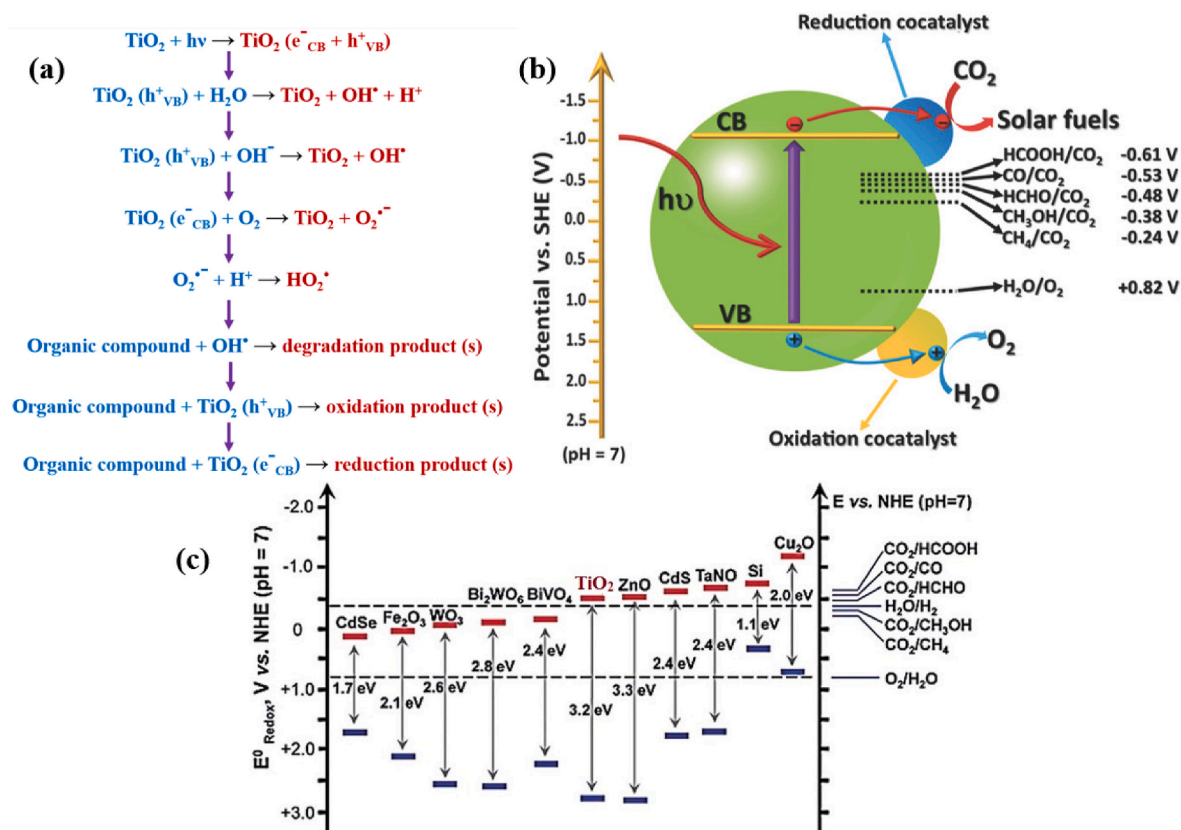 (a)
TiO₂ + hν → TiO₂ (e⁻CB + h⁺VB)
TiO₂ (h⁺VB) + H₂O → TiO₂ + OH• + H⁺
TiO₂ (h⁺VB) + OH⁻ → TiO₂ + OH•
TiO₂ (e⁻CB) + O₂ → TiO₂ + O₂•⁻
O₂•⁻ + H⁺ → HO₂•
Organic compound + OH• → degradation product (s)
Organic compound + TiO₂ (h⁺VB) → oxidation product (s)
Organic compound + TiO₂ (e⁻CB) → reduction product (s)
(b)
Reduction cocatalyst
Potential vs. SHE (V)
-1.5
-1.0
-0.5
0.0
0.5
1.0
1.5
2.0
2.5
(pH = 7)
CB
−
hυ
VB
+
−
CO₂
Solar fuels
HCOOH/CO₂ -0.61 V
CO/CO₂ -0.53 V
HCHO/CO₂ -0.48 V
CH₃OH/CO₂ -0.38 V
CH₄/CO₂ -0.24 V
H₂O/O₂ +0.82 V
+
O₂
H₂O
Oxidation cocatalyst
(c)
E⁰ Redox, V vs. NHE (pH = 7)
-2.0
-1.0
0
+1.0
+2.0
+3.0
CdSe
1.7 eV
Fe₂O₃
2.1 eV
WO₃
2.6 eV
Bi₂WO₆
2.8 eV
BiVO₄
2.4 eV
TiO₂
3.2 eV
ZnO
3.3 eV
CdS
2.4 eV
TaNO
2.4 eV
Si
1.1 eV
Cu₂O
2.0 eV
E vs. NHE (pH=7)
CO₂/HCOOH
CO₂/CO
CO₂/HCHO
H₂O/H₂
CO₂/CH₃OH
CO₂/CH₄
O₂/H₂O